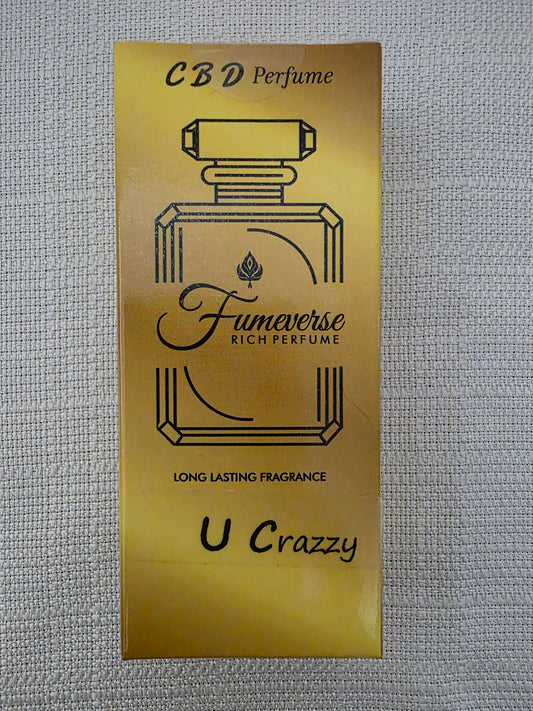 CBD Perfume
Fumeverse
RICH PERFUME
LONG LASTING FRAGRANCE
U Crazzy